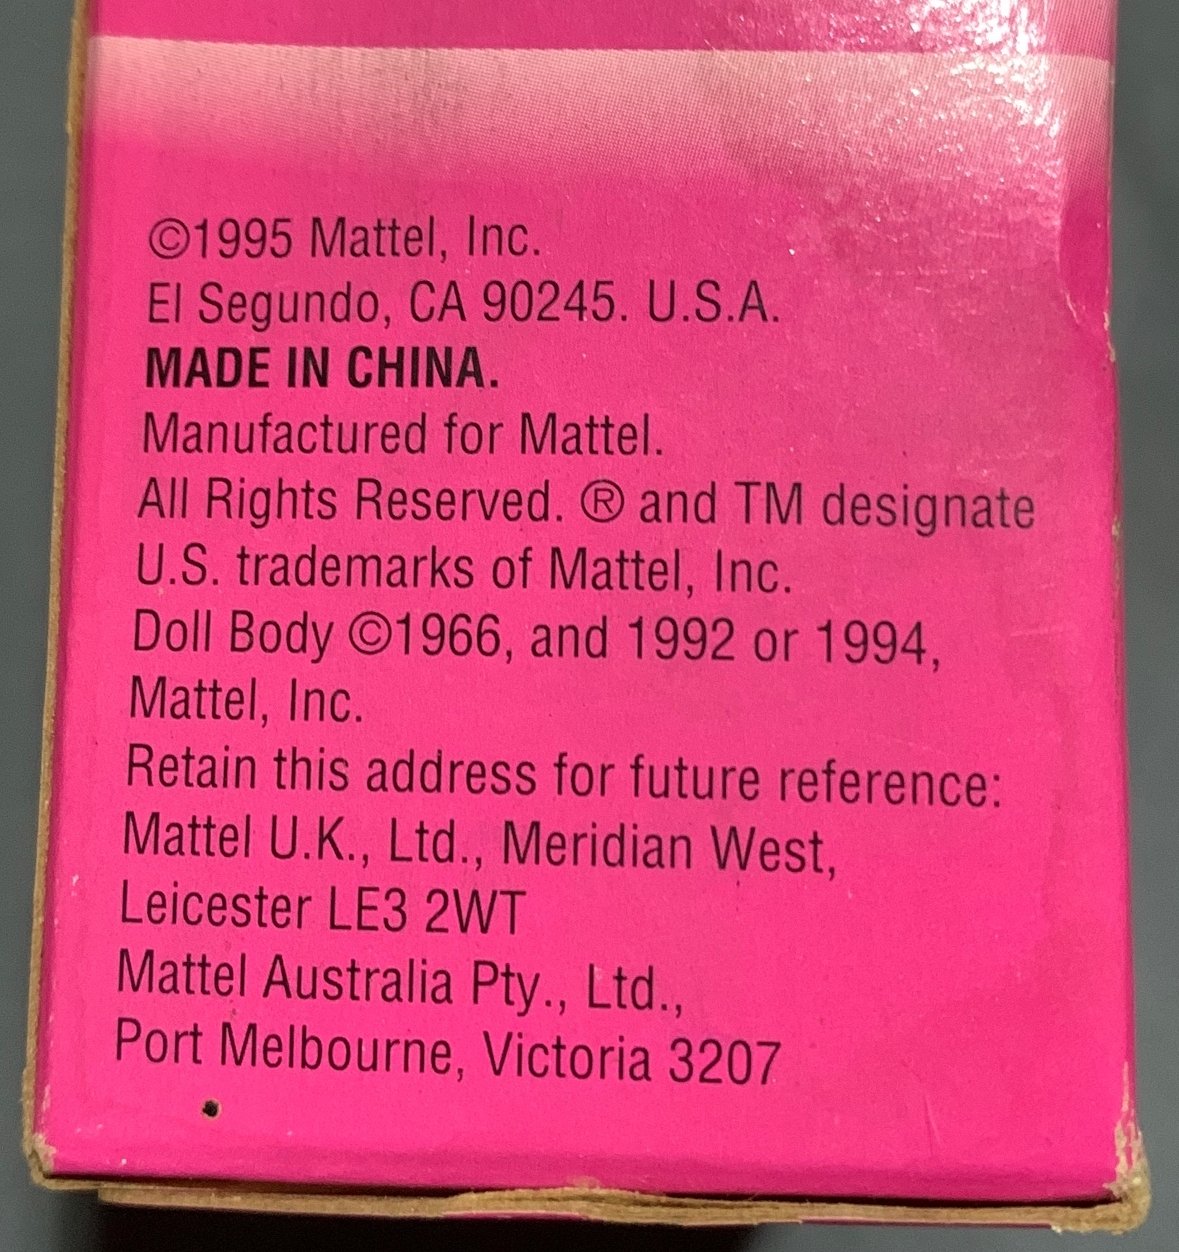 ©1995 Mattel, Inc.
El Segundo, CA 90245. U.S.A.
MADE IN CHINA.
Manufactured for Mattel.
All Rights Reserved. ® and TM designate
U.S. trademarks of Mattel, Inc.
Doll Body ©1966, and 1992 or 1994,
Mattel, Inc.
Retain this address for future reference:
Mattel U.K., Ltd., Meridian West,
Leicester LE3 2WT
Mattel Australia Pty., Ltd.,
Port Melbourne, Victoria 3207